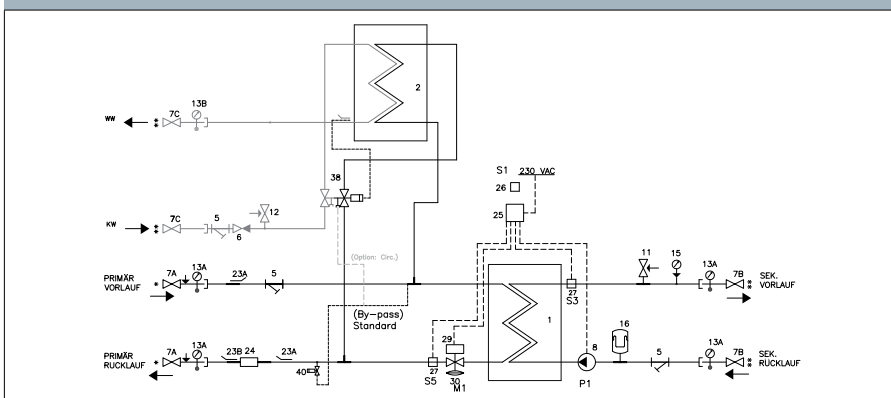 2
13B
7C
WW
**
38
S1
230 VAC
26
25
12
7C
5
KW
**
6
(Option: Circ.)
11
15
13A
PRIMÄR
VORLAUF
7A
*
13A
23A
5
27
S3
7B
**
SEK.
VORLAUF
(By-pass)
Standard
1
16
29
8
PRIMÄR
RÜCKLAUF
7A
*
13A
23B
24
23A
40
27
S5
30
M1
P1
5
13A
7B
**
SEK.
RÜCKLAUF